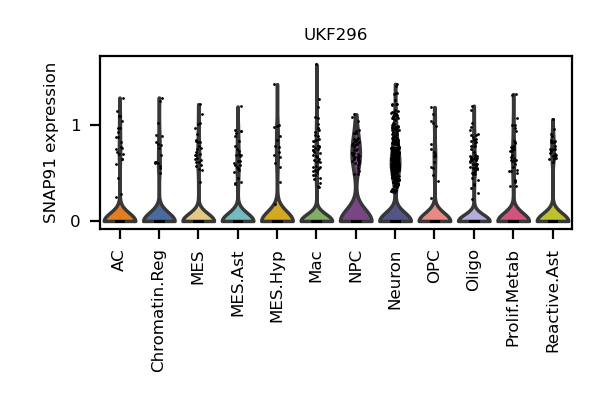 UKF296
SNAP91 expression
1
0
AC
Chromatin.Reg
MES
MES.Ast
MES.Hyp
Mac
NPC
Neuron
OPC
Oligo
Prolif.Metab
Reactive.Ast